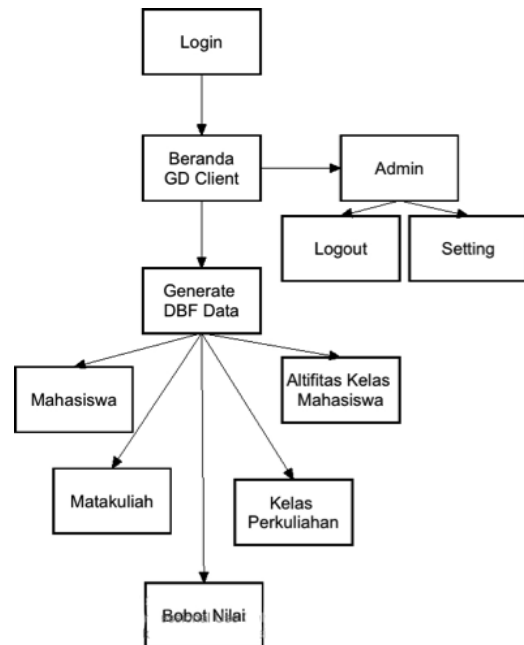 Login
Beranda
GD Client
Admin
Logout
Setting
Generate
DBF Data
Mahasiswa
Altifitas Kelas
Mahasiswa
Matakuliah
Kelas
Perkuliahan
Bobot Nilai